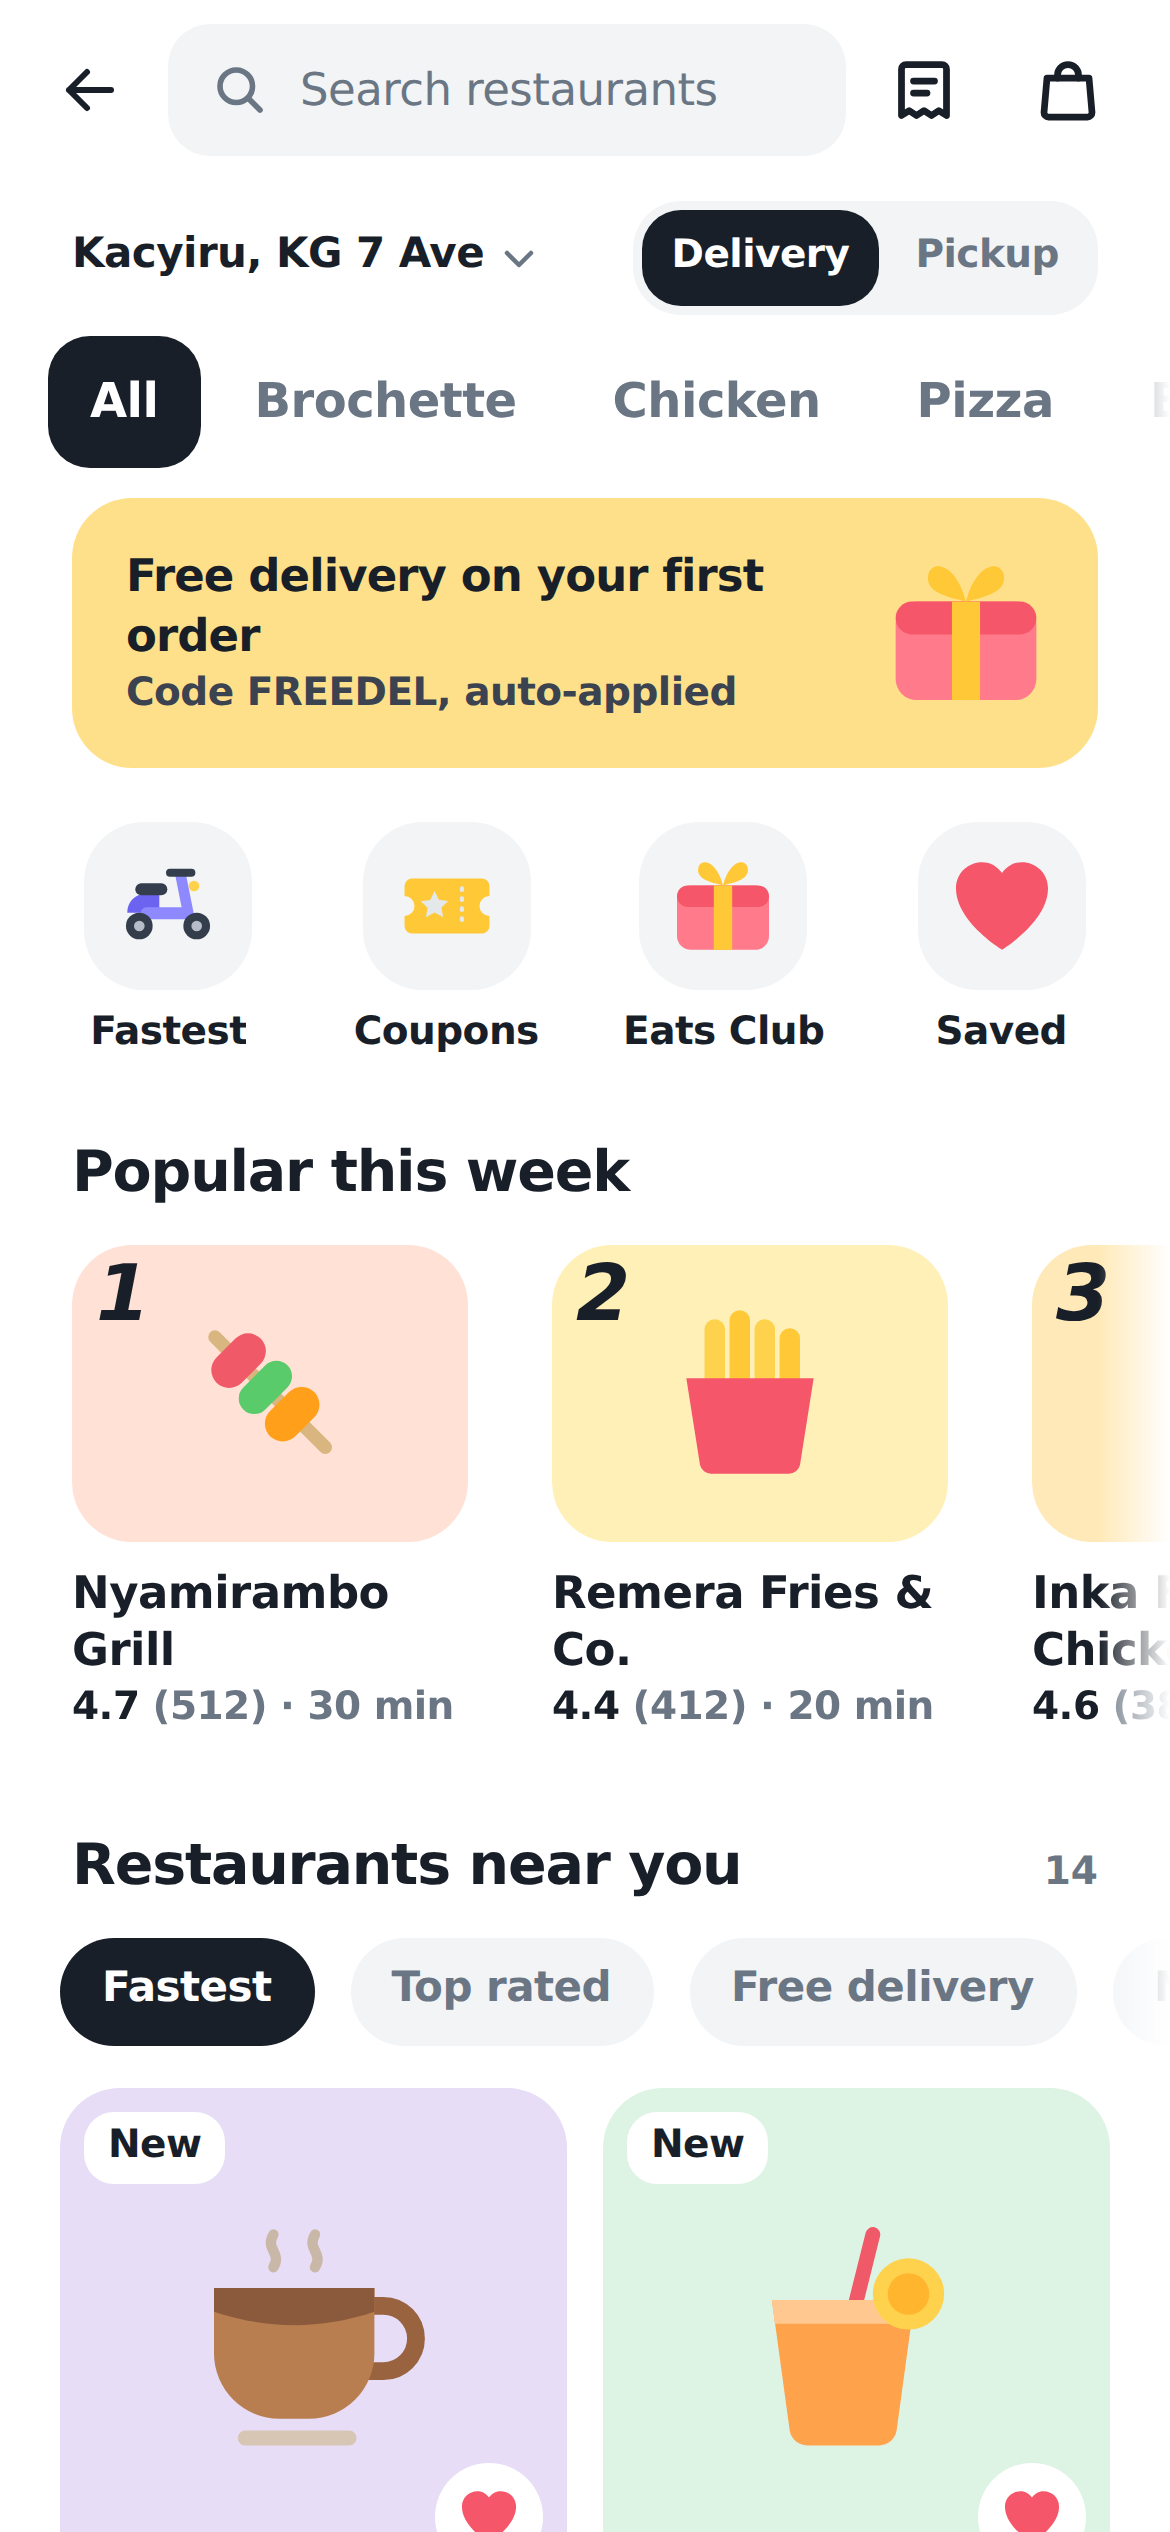 Search restaurants
Kacyiru, KG 7 Ave
Delivery
Pickup
All
Brochette
Chicken
Pizza
Free delivery on your first
order
Code FREEDEL, auto-applied
Fastest
Coupons
Eats Club
Saved
Popular this week
1
2
3
Nyamirambo
Grill
4.7 (512) · 30 min
Remera Fries &
Co.
4.4 (412) · 20 min
Inka
4.6
Restaurants near you
14
Fastest
Top rated
Free delivery
New
New